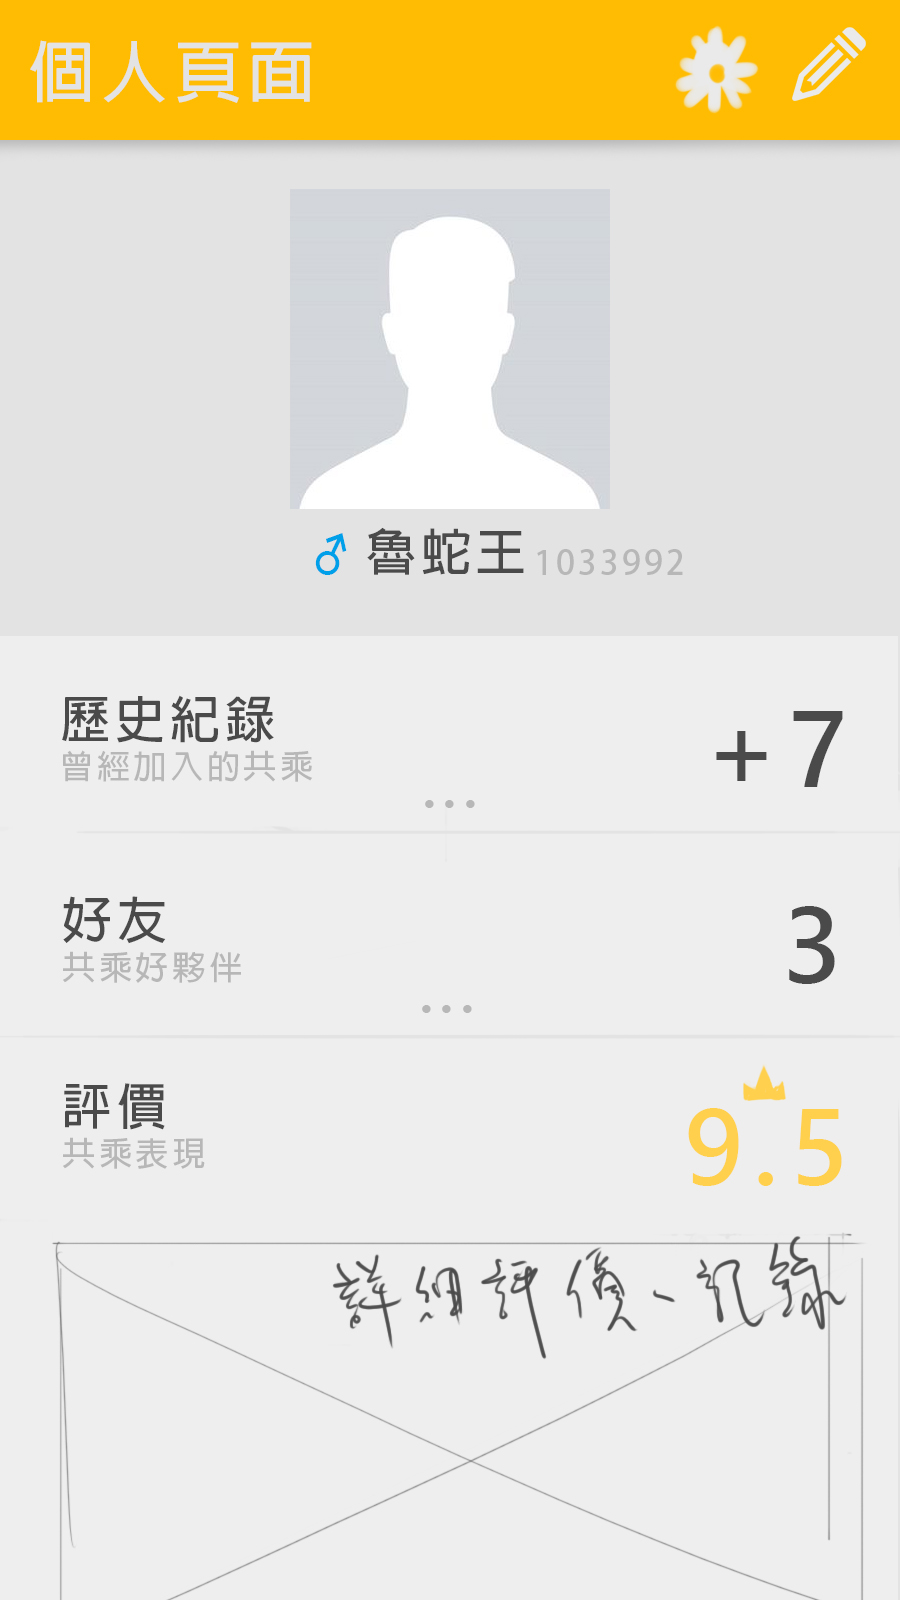 個人頁面
♂ 魯蛇王 1033992
歷史紀錄
曾經加入的共乘
+7
...
好友
共乘好夥伴
3
...
評價
共乘表現
9.5
詳細評價、記錄